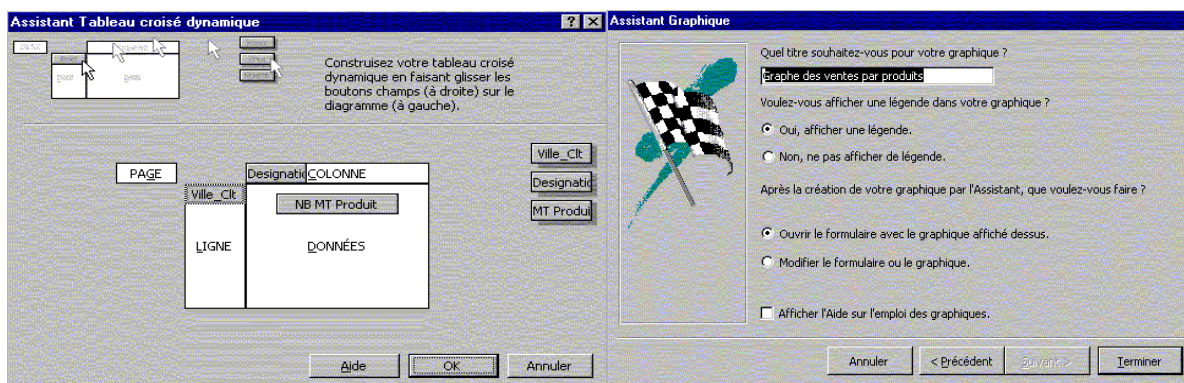 Assistant Tableau croisé dynamique
Construisez votre tableau croisé
dynamique en faisant glisser les
boutons champs (à droite) sur le
diagramme (à gauche).
PAGE
Designatic COLONNE
Ville_Clt
NB MT Produit
LIGNE
DONNÉES
Ville_Clt
Designatic
MT Produi
Aide
OK
Annuler
Assistant Graphique
Quel titre souhaitez-vous pour votre graphique ?
Graphe des ventes par produits
Voulez-vous afficher une légende dans votre graphique ?
Oui, afficher une légende.
Non, ne pas afficher de légende.
Après la création de votre graphique par l'Assistant, que voulez-vous faire ?
Ouvrir le formulaire avec le graphique affiché dessus.
Modifier le formulaire ou le graphique.
Afficher l'Aide sur l'emploi des graphiques.
Annuler
< Précédent
Suivant >
Terminer